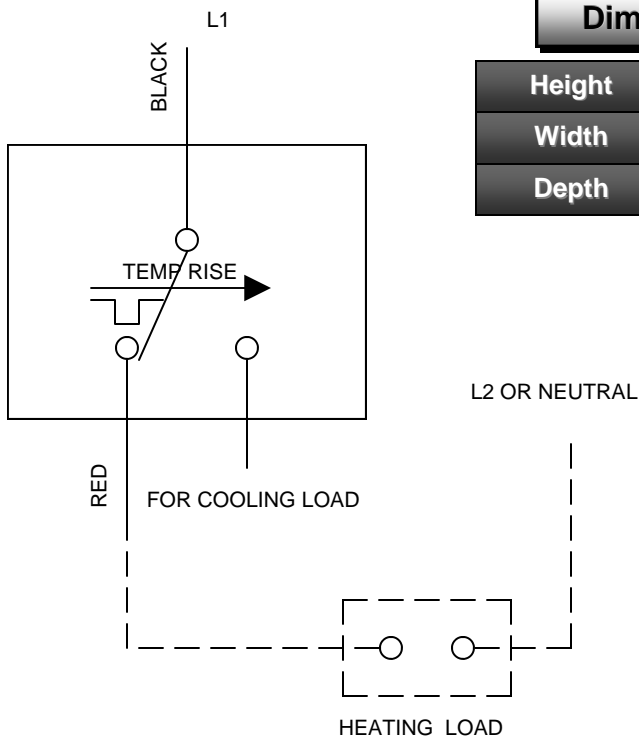 L1
Dim
BLACK
Height
Width
Depth
TEMP RISE
L2 OR NEUTRAL
RED
FOR COOLING LOAD
HEATING LOAD